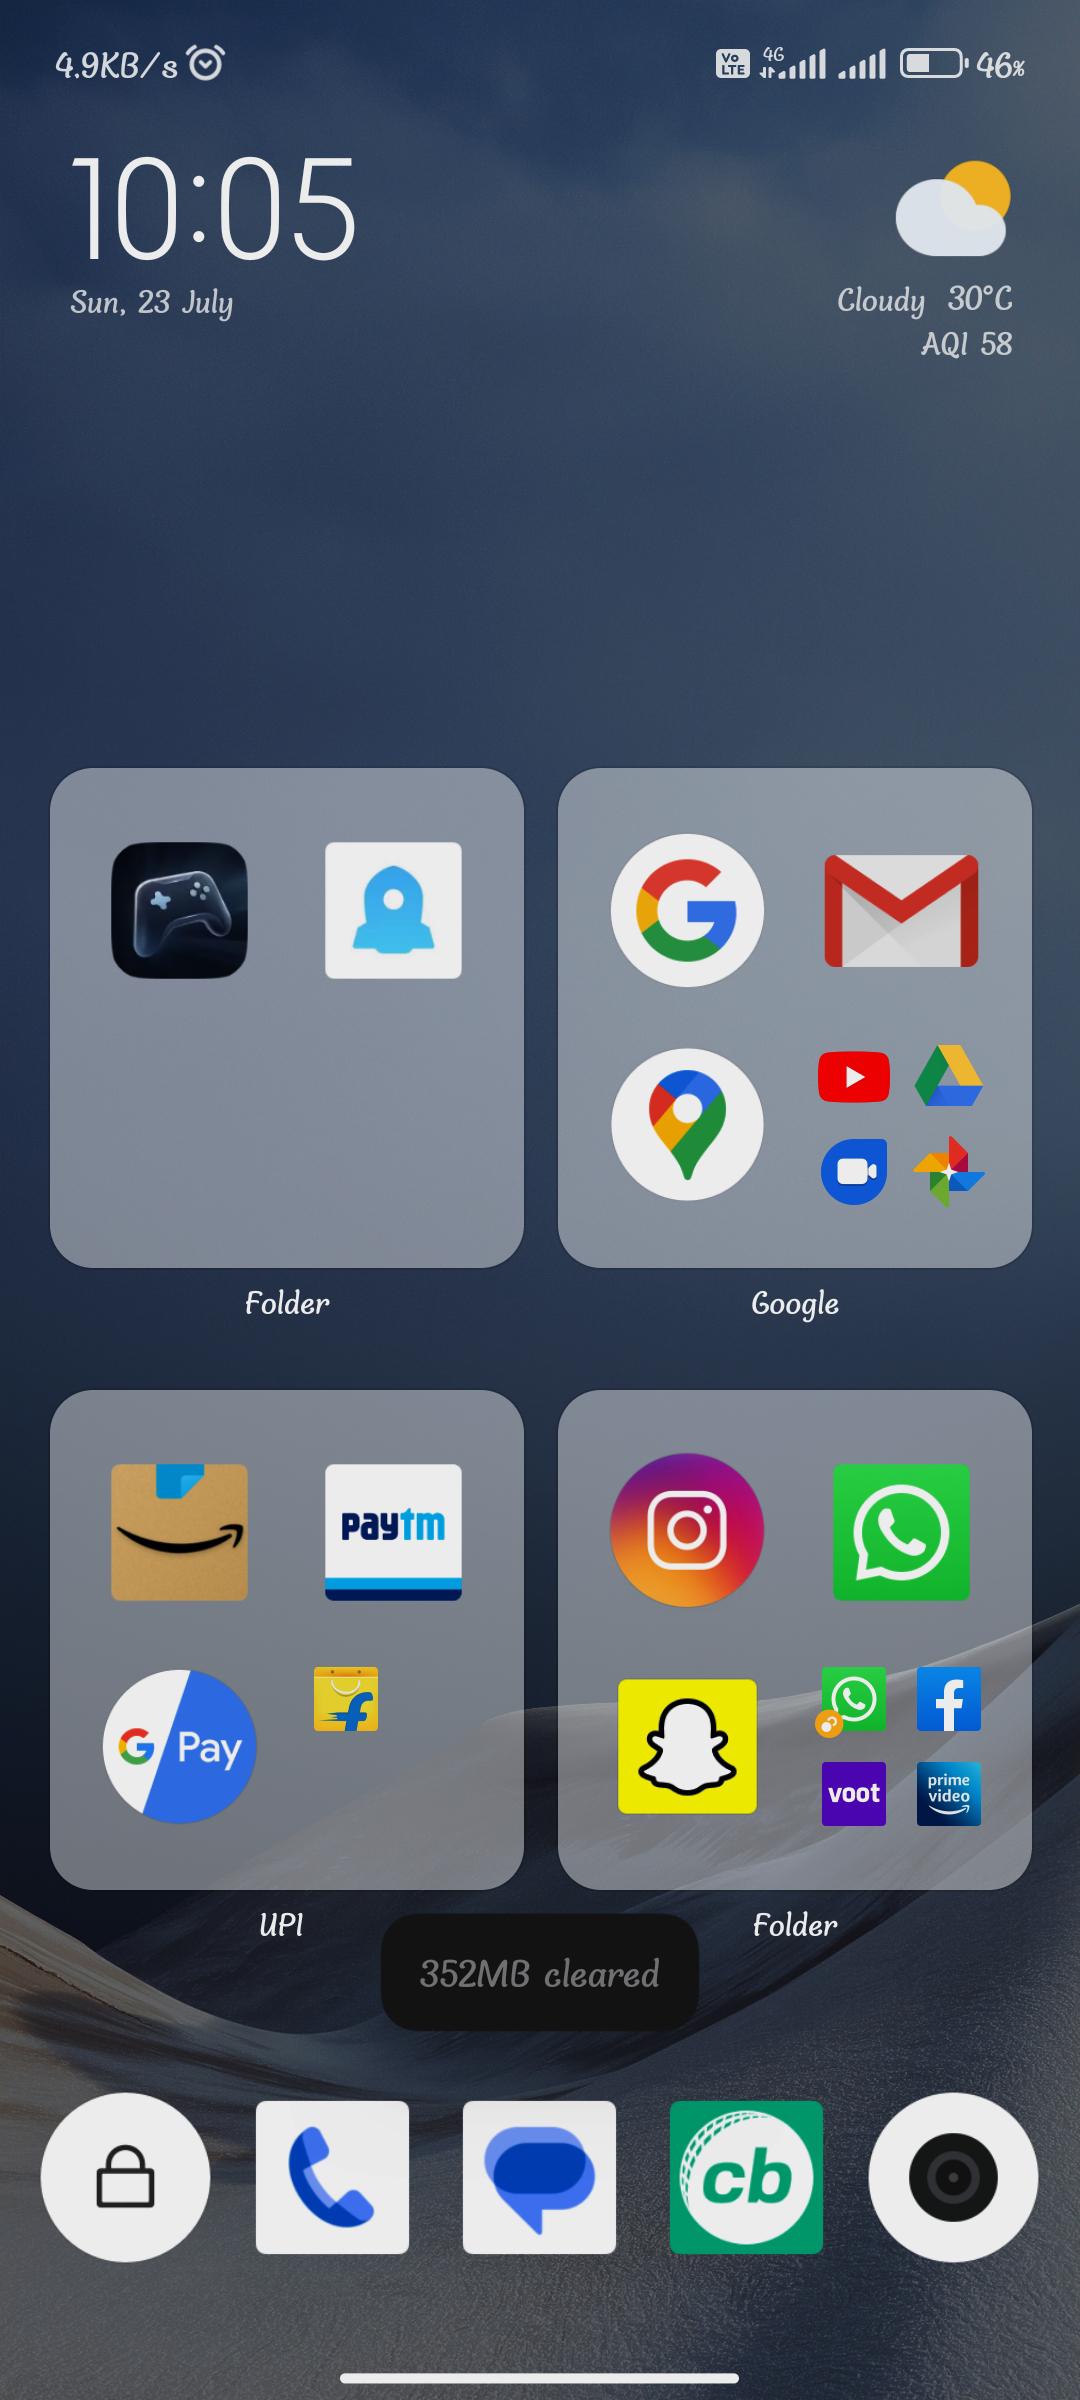 4.9KB/s
Vo LTE 4G 46%
10:05
Sun, 23 July
Cloudy 30°C
AQI 58
Folder
Google
paytm
G Pay
voot
prime video
UPI
Folder
352MB cleared
cb